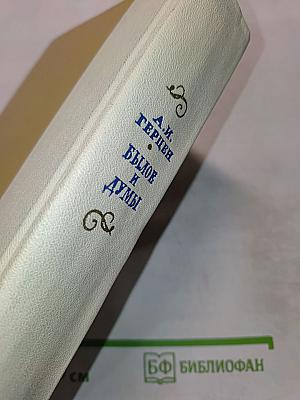 А.И.
ГЕРЦЕН
•
БЫЛОЕ
И
ДУМЫ
см
БФ БИБЛИОФАН